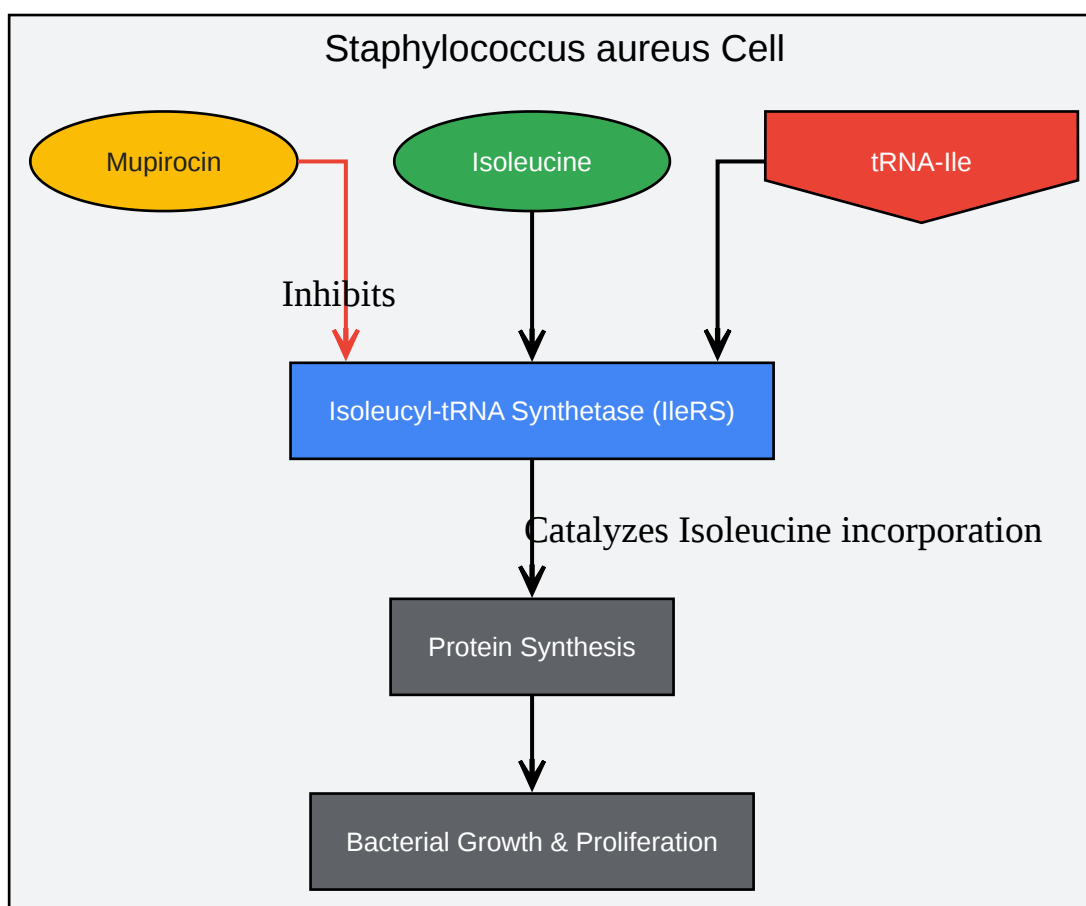 Staphylococcus aureus Cell
Mupirocin
Isoleucine
tRNA-Ile
Inhibits
Isoleucyl-tRNA Synthetase (IleRS)
Catalyzes Isoleucine incorporation
Protein Synthesis
Bacterial Growth & Proliferation